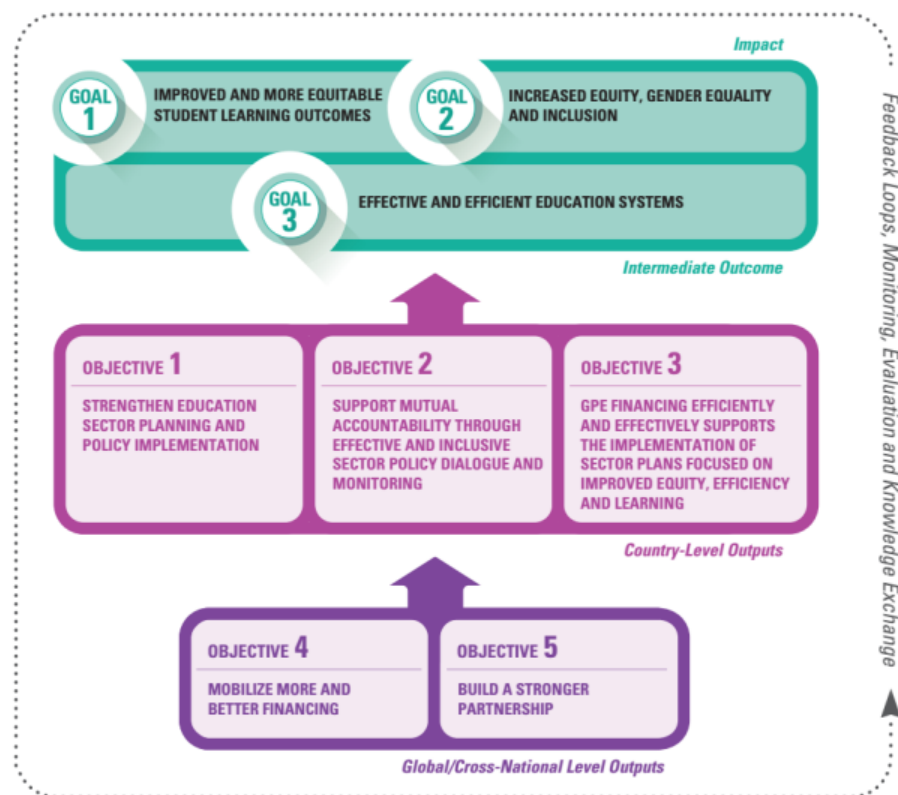 Impact
GOAL
1
IMPROVED AND MORE EQUITABLE
STUDENT LEARNING OUTCOMES
GOAL
2
INCREASED EQUITY, GENDER EQUALITY
AND INCLUSION
GOAL
3
EFFECTIVE AND EFFICIENT EDUCATION SYSTEMS
Intermediate Outcome
OBJECTIVE 1
STRENGTHEN EDUCATION
SECTOR PLANNING AND
POLICY IMPLEMENTATION
OBJECTIVE 2
SUPPORT MUTUAL
ACCOUNTABILITY THROUGH
EFFECTIVE AND INCLUSIVE
SECTOR POLICY DIALOGUE AND
MONITORING
OBJECTIVE 3
GPE FINANCING EFFICIENTLY
AND EFFECTIVELY SUPPORTS
THE IMPLEMENTATION OF
SECTOR PLANS FOCUSED ON
IMPROVED EQUITY, EFFICIENCY
AND LEARNING
Country-Level Outputs
OBJECTIVE 4
MOBILIZE MORE AND
BETTER FINANCING
OBJECTIVE 5
BUILD A STRONGER
PARTNERSHIP
Global/Cross-National Level Outputs
Feedback Loops, Monitoring, Evaluation and Knowledge Exchange